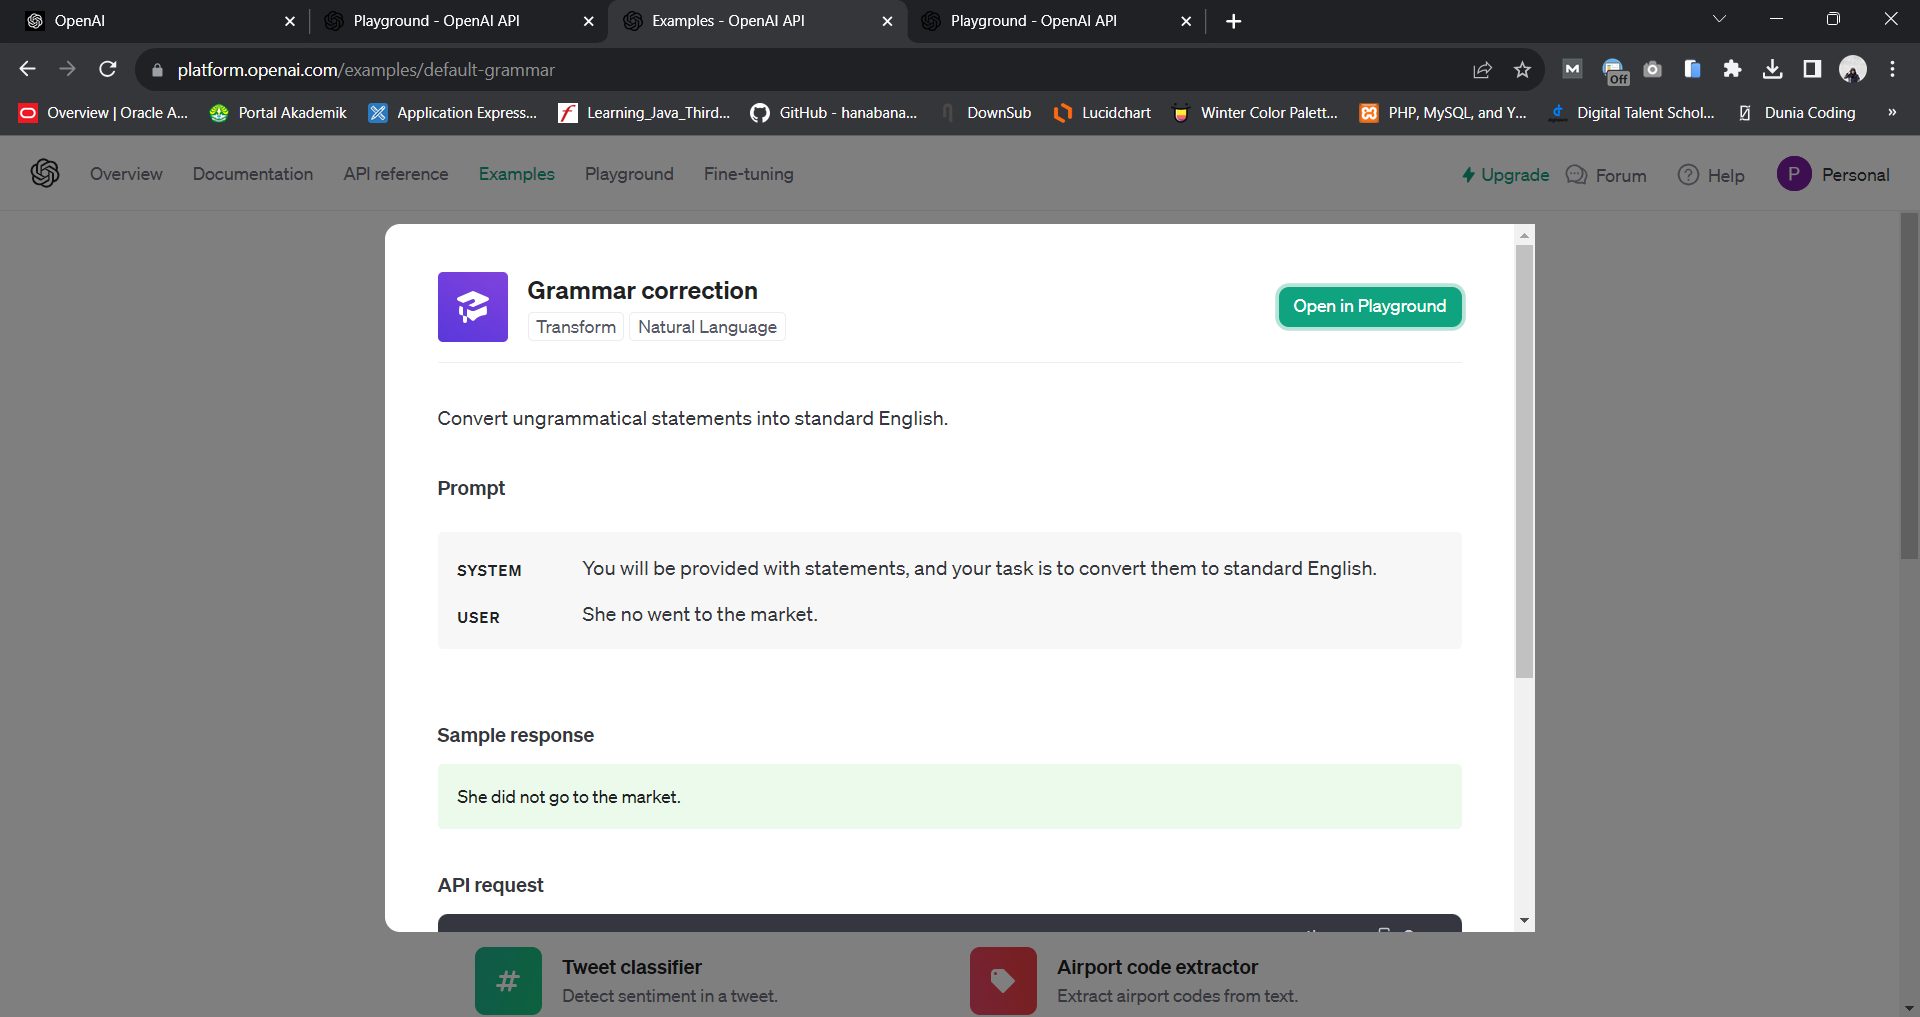 OpenAI
Playground - OpenAI API
Examples - OpenAI API
Playground - OpenAI API
platform.openai.com/examples/default-grammar
Off
Overview | Oracle A...
Portal Akademik
Application Express...
Learning_Java_Third...
GitHub - hanabana...
DownSub
Lucidchart
Winter Color Palett...
PHP, MySQL, and Y...
Digital Talent Schol...
Dunia Coding
»
Overview
Documentation
API reference
Examples
Playground
Fine-tuning
Upgrade
Forum
Help
P
Personal
Grammar correction
Open in Playground
Transform
Natural Language
Convert ungrammatical statements into standard English.
Prompt
SYSTEM
You will be provided with statements, and your task is to convert them to standard English.
USER
She no went to the market.
Sample response
She did not go to the market.
API request
#
Tweet classifier
Detect sentiment in a tweet.
Airport code extractor
Extract airport codes from text.